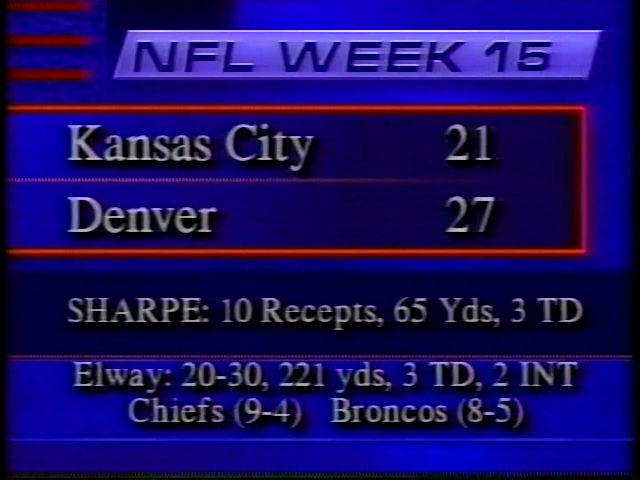 NFL WEEK 15
Kansas City 21
Denver 27
SHARPE: 10 Recepts, 65 Yds, 3 TD
Elway: 20-30, 221 yds, 3 TD, 2 INT
Chiefs (9-4) Broncos (8-5)